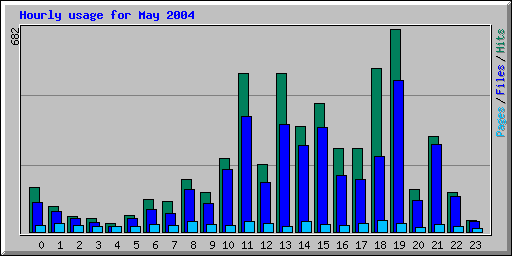 Hourly usage for May 2004
682
Pages/Files/Hits
0 1 2 3 4 5 6 7 8 9 10 11 12 13 14 15 16 17 18 19 20 21 22 23